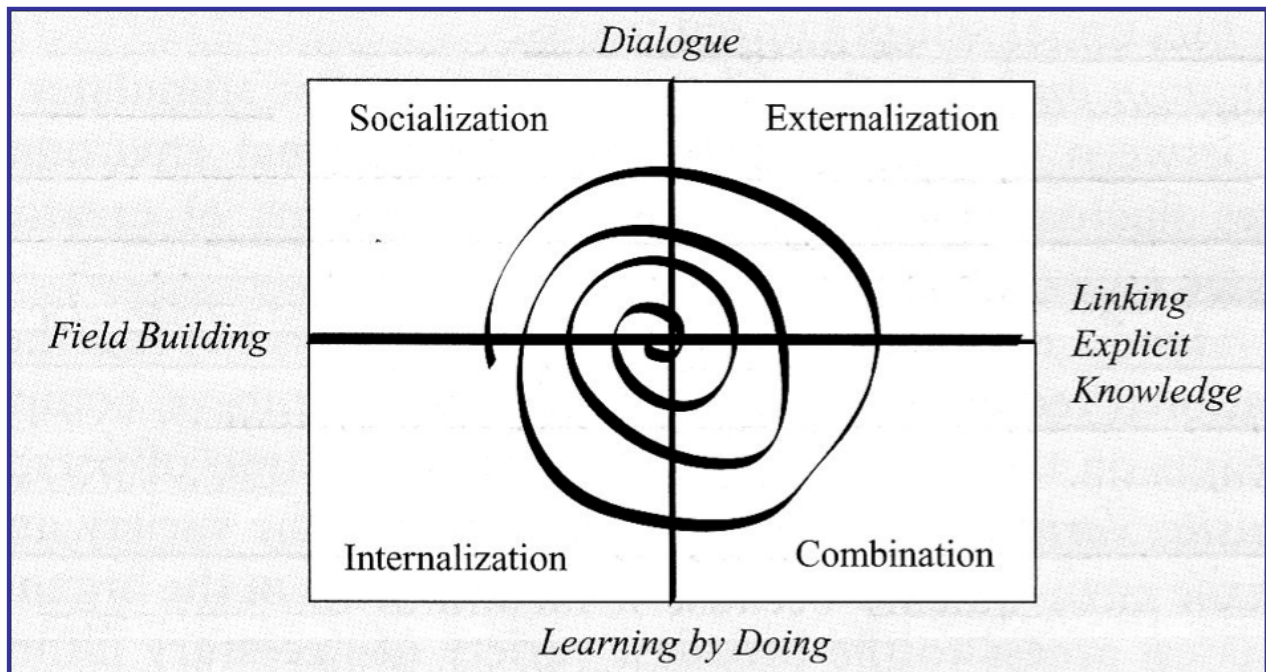 Dialogue
Socialization
Externalization
Field Building
Linking
Explicit
Knowledge
Internalization
Combination
Learning by Doing